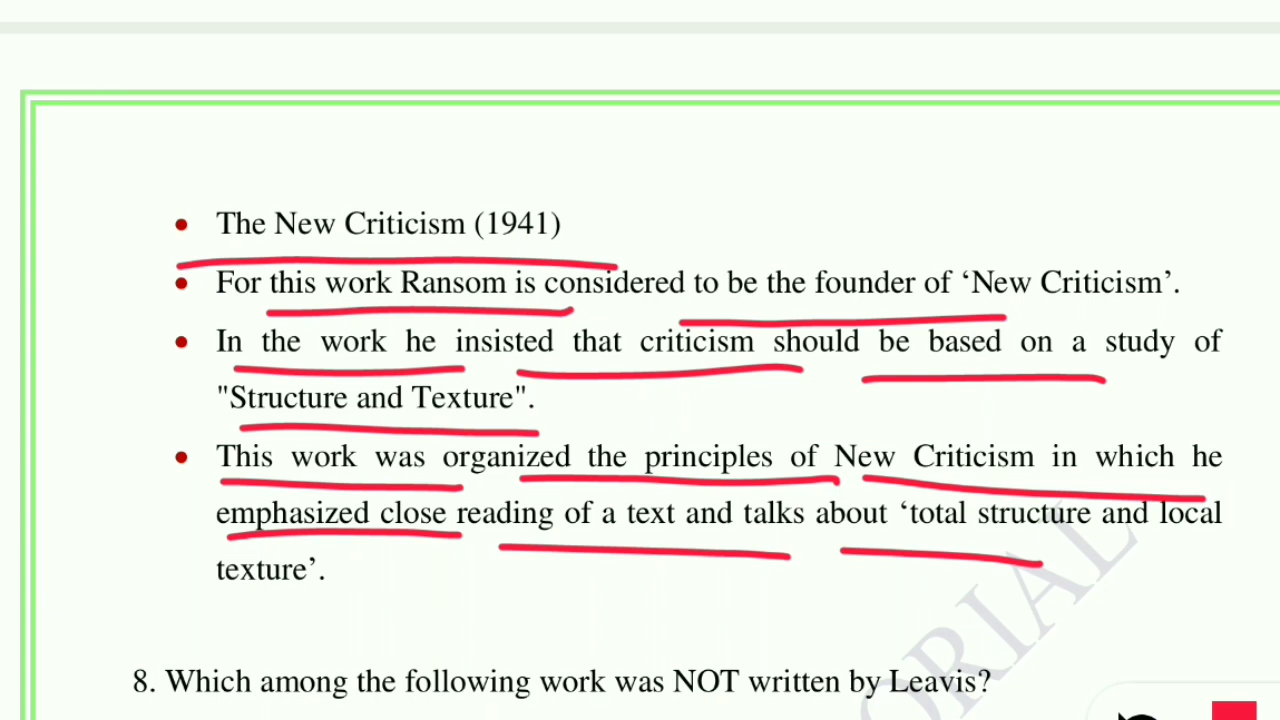 The New Criticism (1941)
For this work Ransom is considered to be the founder of ‘New Criticism’.
In the work he insisted that criticism should be based on a study of
"Structure and Texture".
This work was organized the principles of New Criticism in which he
emphasized close reading of a text and talks about ‘total structure and local
texture’.
8. Which among the following work was NOT written by Leavis?
ORIAL